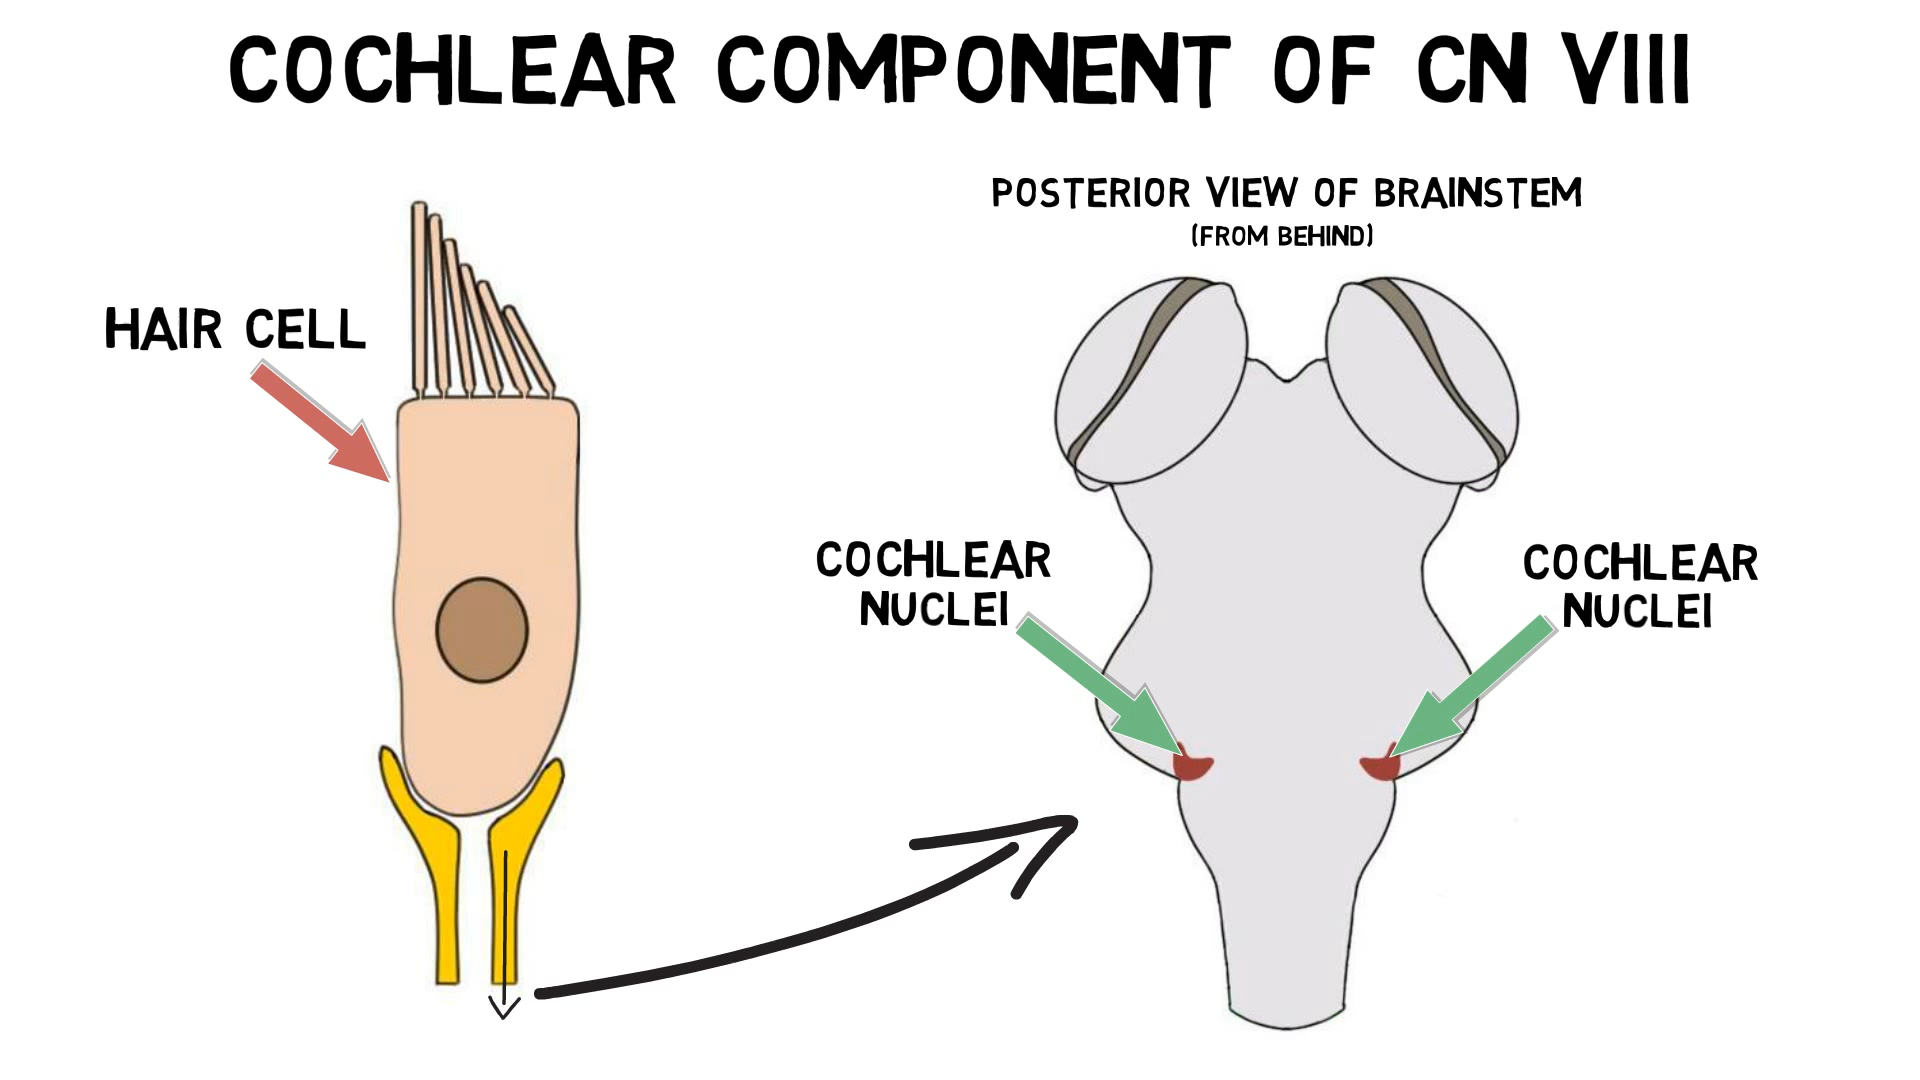 COCHLEAR COMPONENT OF CN VIII
POSTERIOR VIEW OF BRAINSTEM
(FROM BEHIND)
HAIR CELL
COCHLEAR
NUCLEI
COCHLEAR
NUCLEI